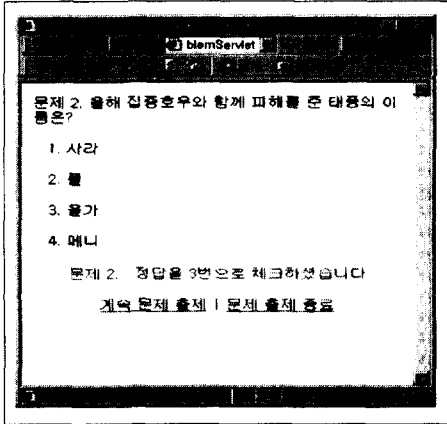 blemServlet
문제 2. 올해 집중호우와 함께 피해를 준 태풍의 이
름은?
1. 사라
2.
3. 올가
4. 메니
문제 2. 정답을 3번으로 체크하셨습니다
계속 문제 출제 | 문제 출제 종료